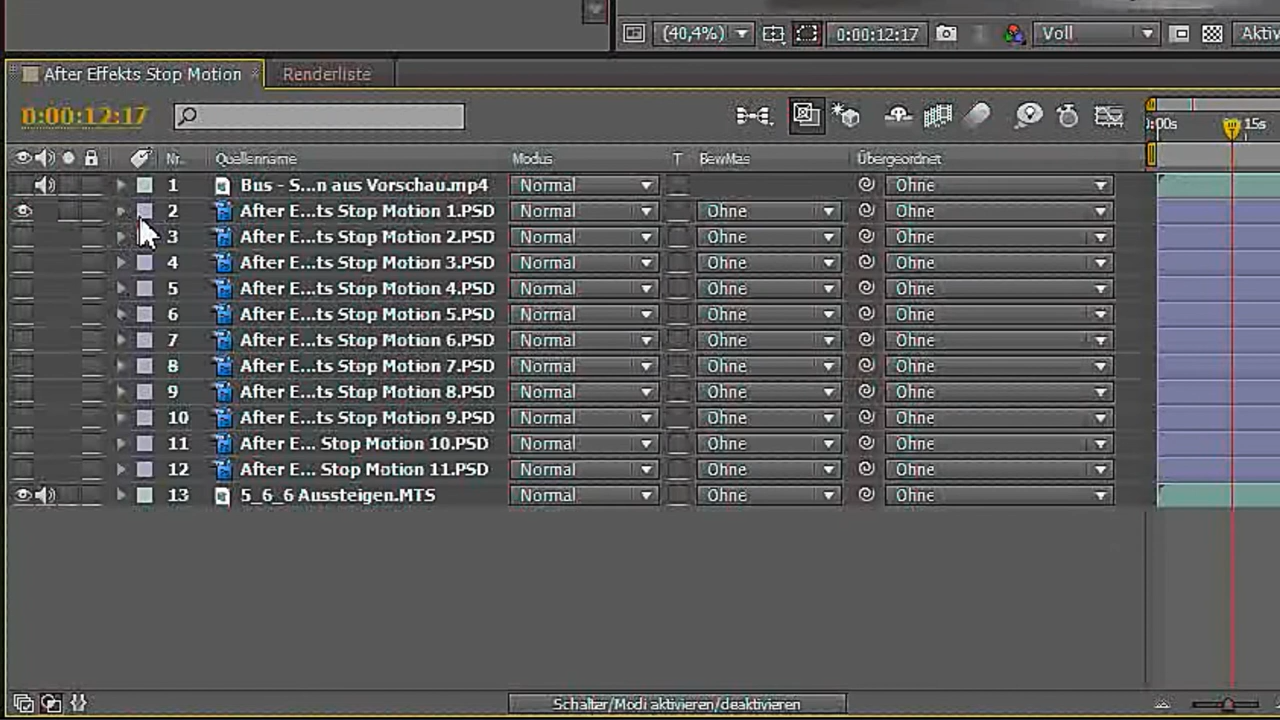 (40,4%) 0:00:12:17 Voll Aktiv
After Effekts Stop Motion Renderliste
0:00:12:17 :00s 15s
Nr. Quellenname Modus T BewMas Übergeordnet
1 Bus - S...n aus Vorschau.mp4 Normal Ohne
2 After E...ts Stop Motion 1.PSD Normal Ohne Ohne
3 After E...ts Stop Motion 2.PSD Normal Ohne Ohne
4 After E...ts Stop Motion 3.PSD Normal Ohne Ohne
5 After E...ts Stop Motion 4.PSD Normal Ohne Ohne
6 After E...ts Stop Motion 5.PSD Normal Ohne Ohne
7 After E...ts Stop Motion 6.PSD Normal Ohne Ohne
8 After E...ts Stop Motion 7.PSD Normal Ohne Ohne
9 After E...ts Stop Motion 8.PSD Normal Ohne Ohne
10 After E...ts Stop Motion 9.PSD Normal Ohne Ohne
11 After E... Stop Motion 10.PSD Normal Ohne Ohne
12 After E... Stop Motion 11.PSD Normal Ohne Ohne
13 5_6_6 Aussteigen.MTS Normal Ohne Ohne
Schalter/Modi aktivieren/deaktivieren